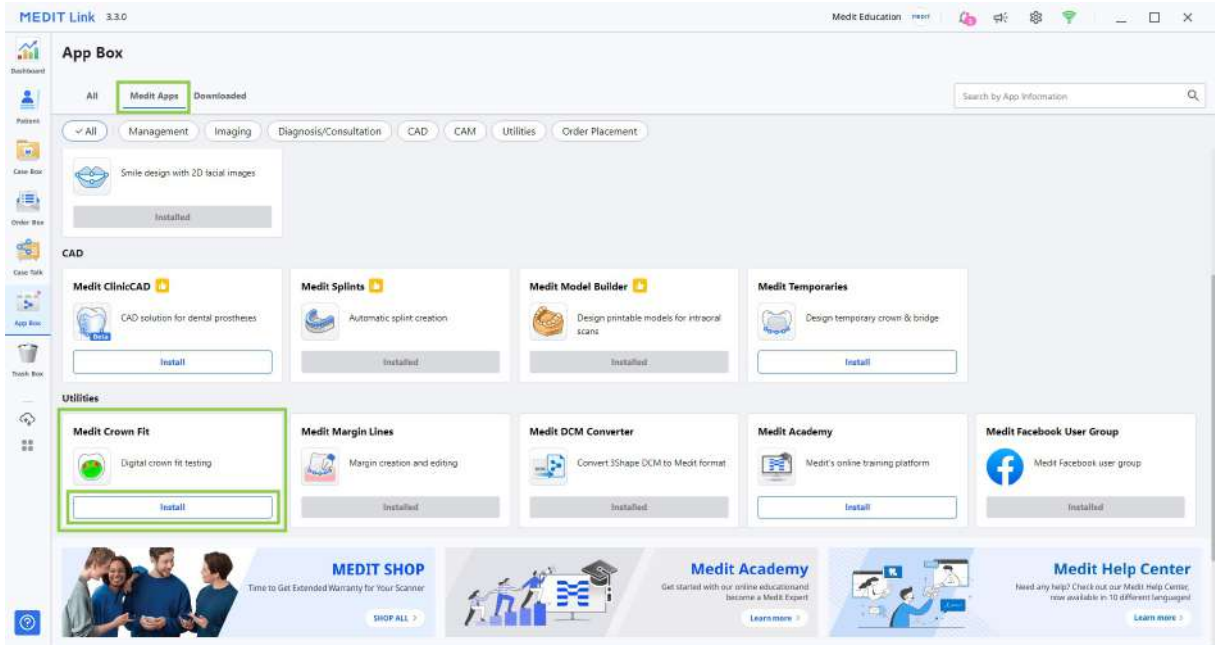 MEDIT Link 3.3.0
Medit Education
App Box
Dashboard
Patient
Case Box
Order Box
Case Talk
App Box
Trash Box
All Medit Apps Downloaded
Search by App Information
All Management Imaging Diagnosis/Consultation CAD CAM Utilities Order Placement
Smile design with 2D facial images
Installed
CAD
Medit ClinicCAD
CAD solution for dental prostheses
Beta
Install
Medit Splints
Automatic splint creation
Installed
Medit Model Builder
Design printable models for intraoral
scans
Installed
Medit Temporaries
Design temporary crown & bridge
Install
Utilities
Medit Crown Fit
Digital crown fit testing
Install
Medit Margin Lines
Margin creation and editing
Installed
Medit DCM Converter
Convert 3Shape DCM to Medit format
Installed
Medit Academy
Medit's online training platform
Install
Medit Facebook User Group
Medit Facebook user group
Installed
MEDIT SHOP
Time to Get Extended Warranty for Your Scanner
SHOP ALL >
Medit Academy
Get started with our online educationand
become a Medit Expert
Learn more >
Medit Help Center
Need any help? Check out our Medit Help Center,
now available in 10 different languages!
Learn more >